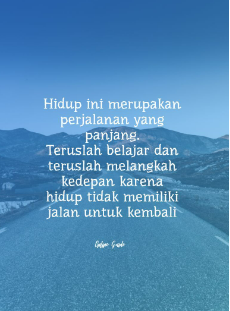 Hidup ini merupakan
perjalanan yang
panjang.
Teruslah belajar dan
teruslah melangkah
kedepan karena
hidup tidak memiliki
jalan untuk kembali